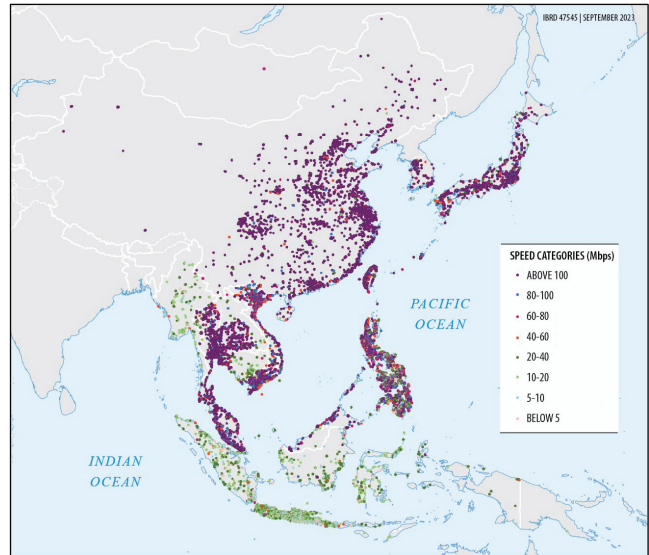 IBRD 47545 | SEPTEMBER 2023
SPEED CATEGORIES (Mbps)
ABOVE 100
80-100
60-80
40-60
20-40
10-20
5-10
BELOW 5
PACIFIC
OCEAN
INDIAN
OCEAN